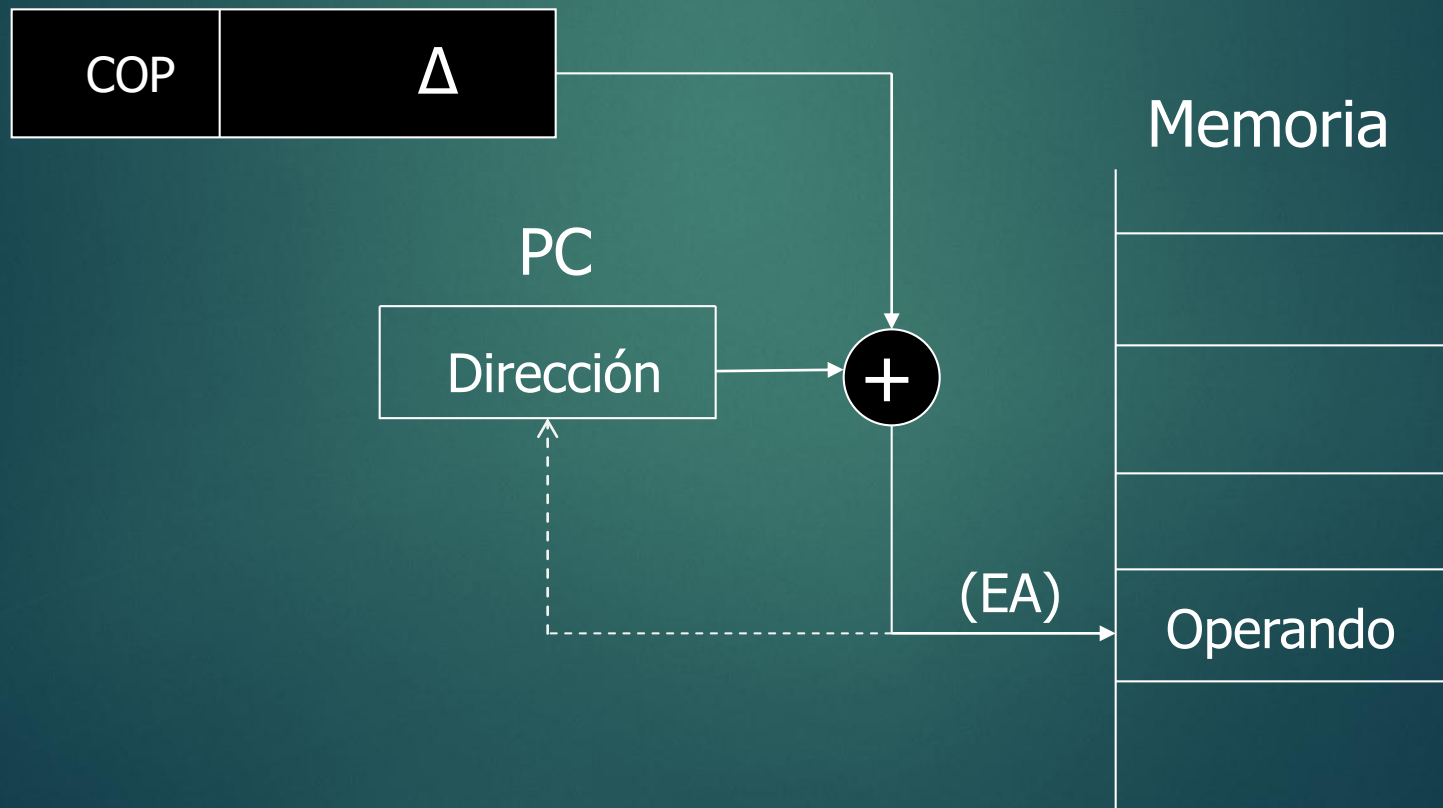 COP Δ
Memoria
PC
Dirección
+
(EA)
Operando